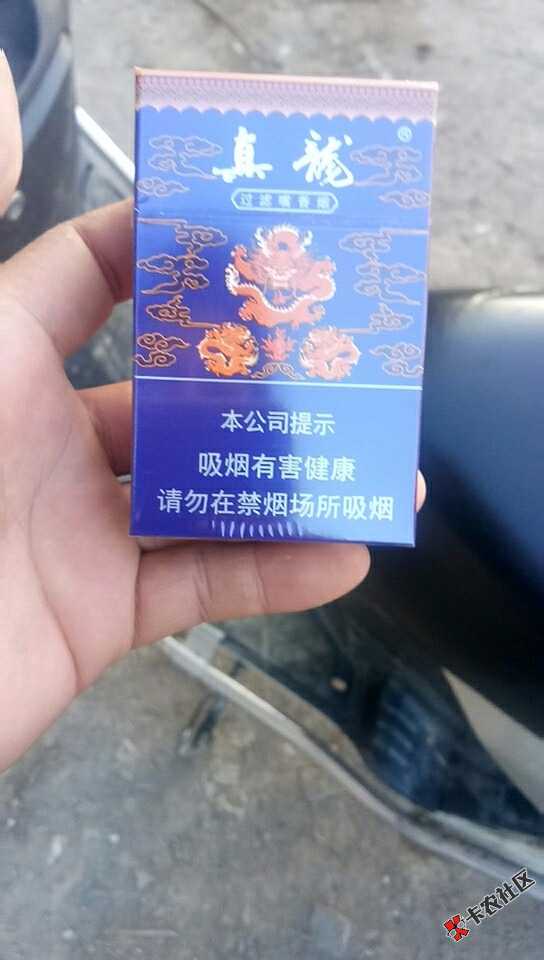 真龍®
过滤嘴香烟
本公司提示
吸烟有害健康
请勿在禁烟场所吸烟
卡农社区